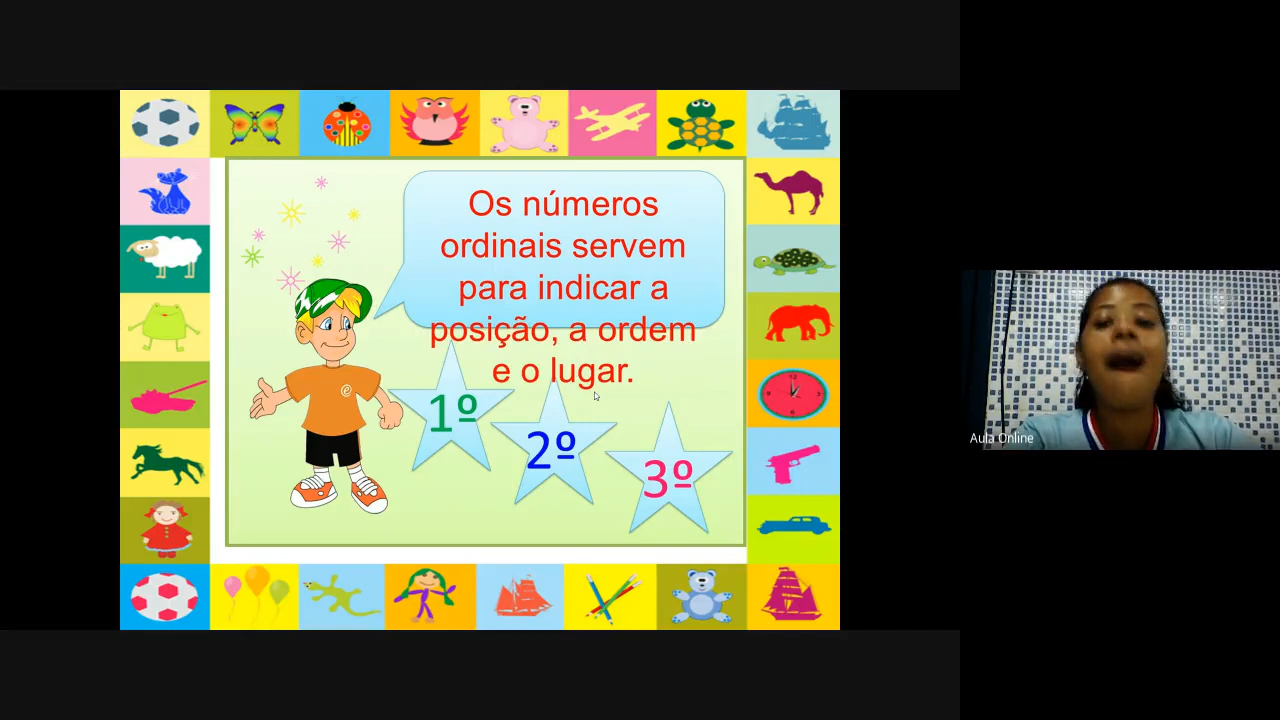 Os números
ordinais servem
para indicar a
posição, a ordem
e o lugar.
1º
2º
3º
Aula Online